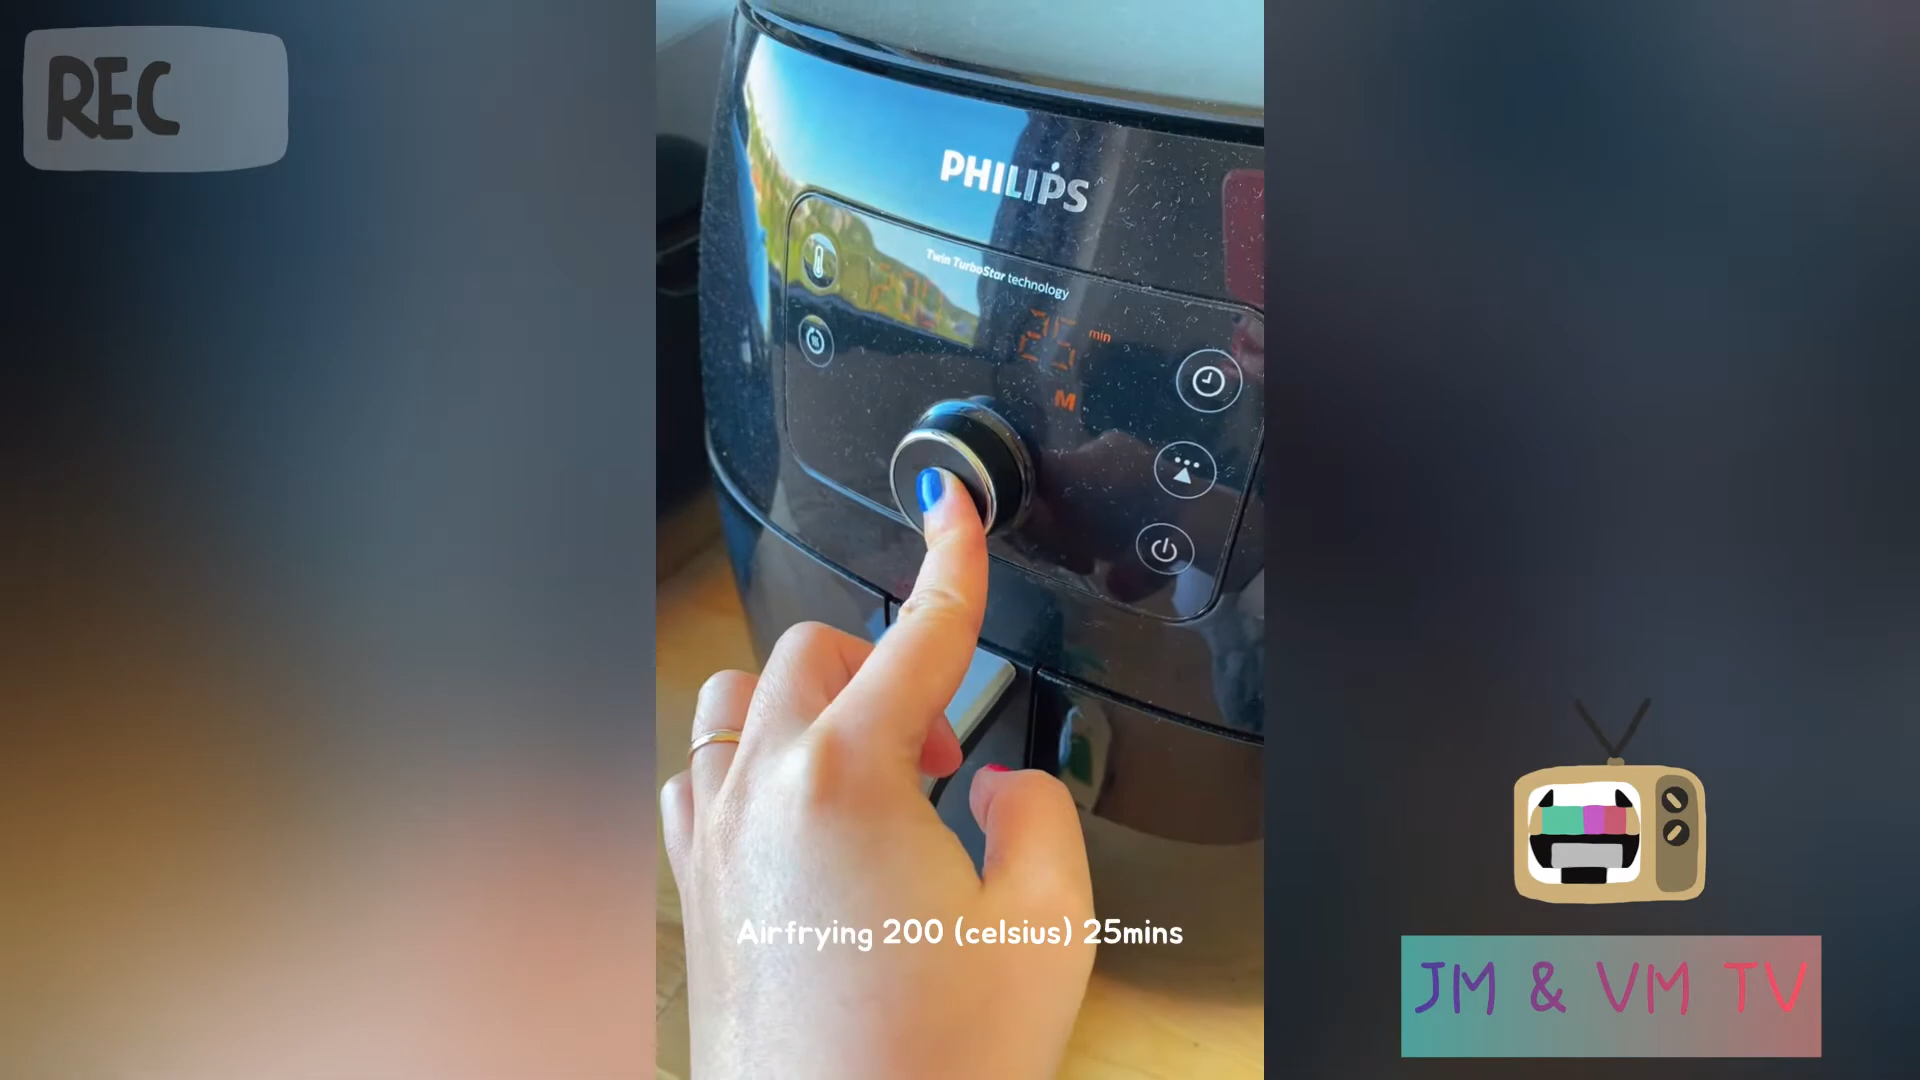 REC
PHILIPS
Twin TurboStar technology
25 min
M
Airfrying 200 (celsius) 25mins
JM & VM TV